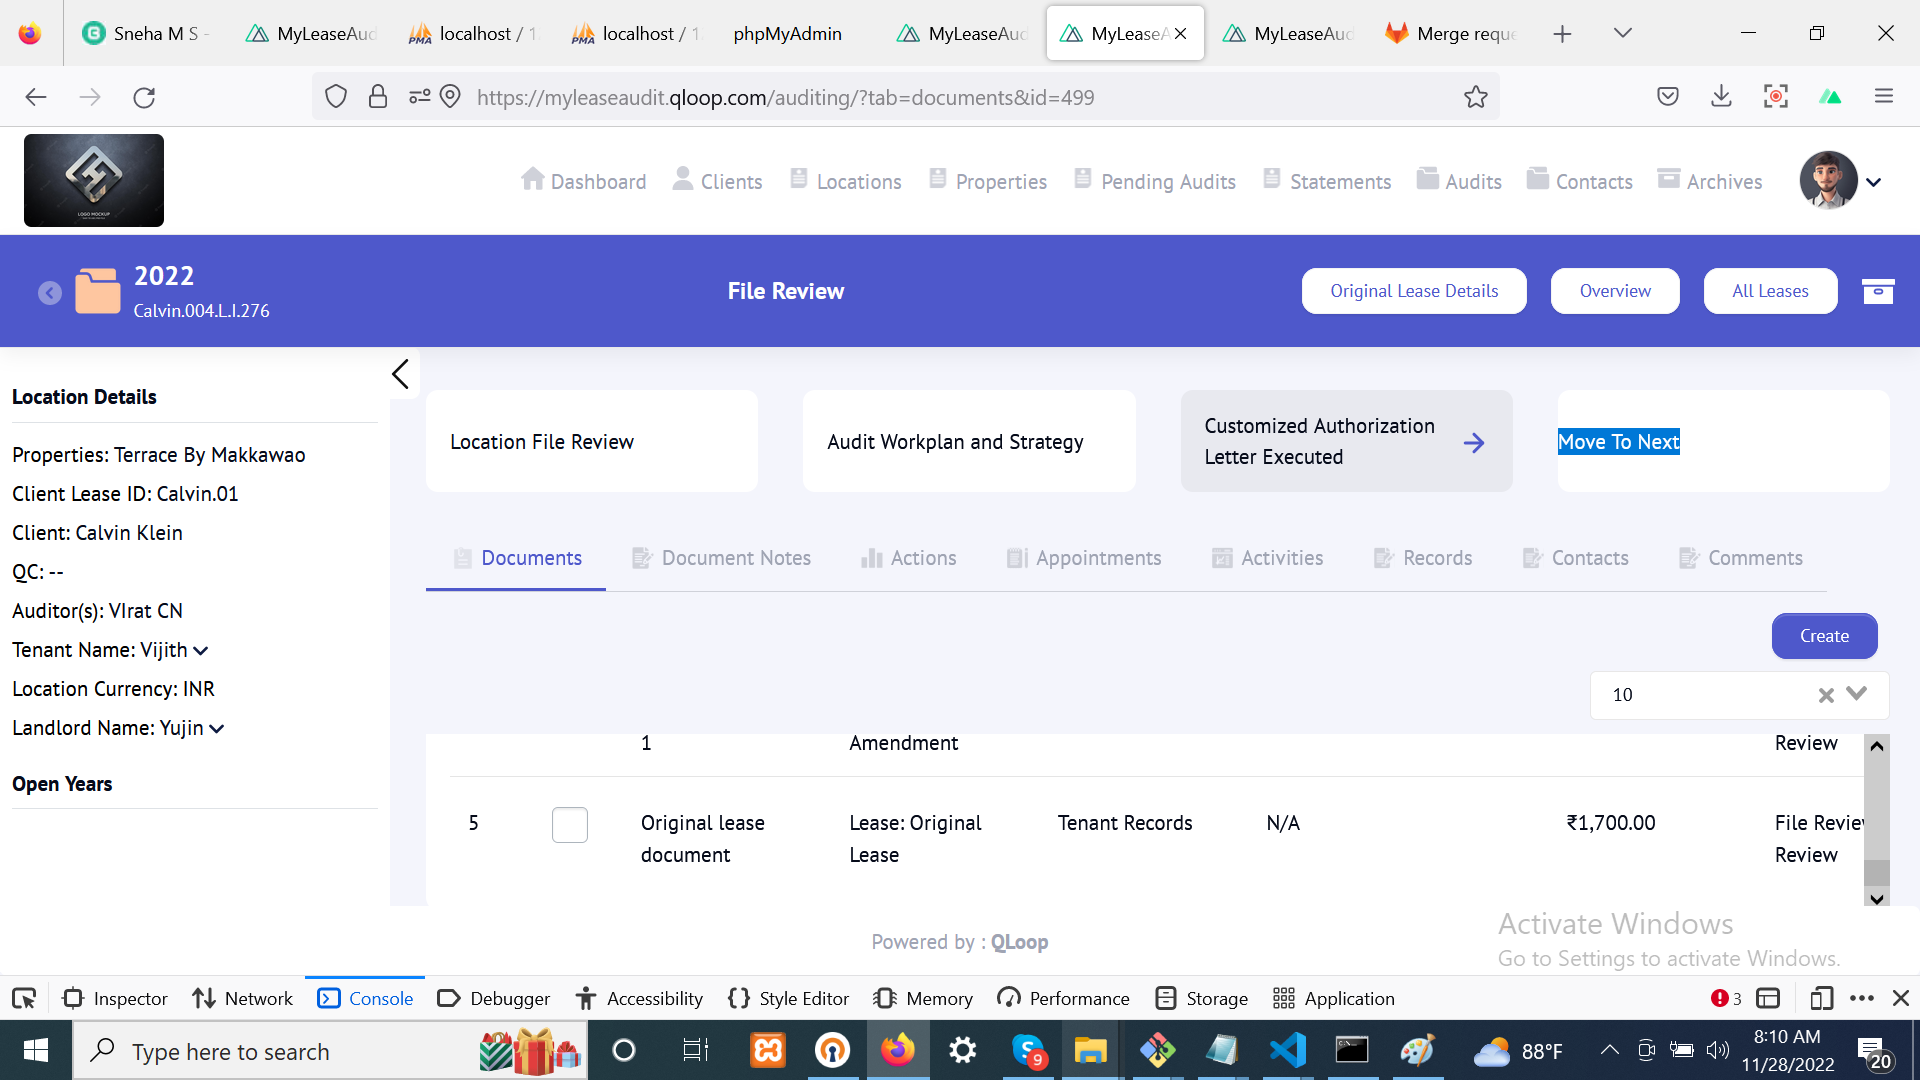 Sneha M S -
MyLeaseAud
localhost / 1
localhost / 1
phpMyAdmin
MyLeaseAud
MyLeaseA
MyLeaseAud
Merge reque
https://myleaseaudit.qloop.com/auditing/?tab=documents&id=499
LOGO MOCKUP
Dashboard
Clients
Locations
Properties
Pending Audits
Statements
Audits
Contacts
Archives
2022
Calvin.004.L.I.276
File Review
Original Lease Details
Overview
All Leases
Location Details
Properties: Terrace By Makkawao
Client Lease ID: Calvin.01
Client: Calvin Klein
QC: --
Auditor(s): VIrat CN
Tenant Name: Vijith
Location Currency: INR
Landlord Name: Yujin
Open Years
Location File Review
Audit Workplan and Strategy
Customized Authorization
Letter Executed
Move To Next
Documents
Document Notes
Actions
Appointments
Activities
Records
Contacts
Comments
Create
10
1 Amendment Review
5 Original lease Lease: Original Tenant Records N/A ₹1,700.00 File Review
document Lease Review
Powered by : QLoop
Activate Windows
Go to Settings to activate Windows.
Inspector
Network
Console
Debugger
Accessibility
Style Editor
Memory
Performance
Storage
Application
3
Type here to search
9
88°F
8:10 AM
11/28/2022
20